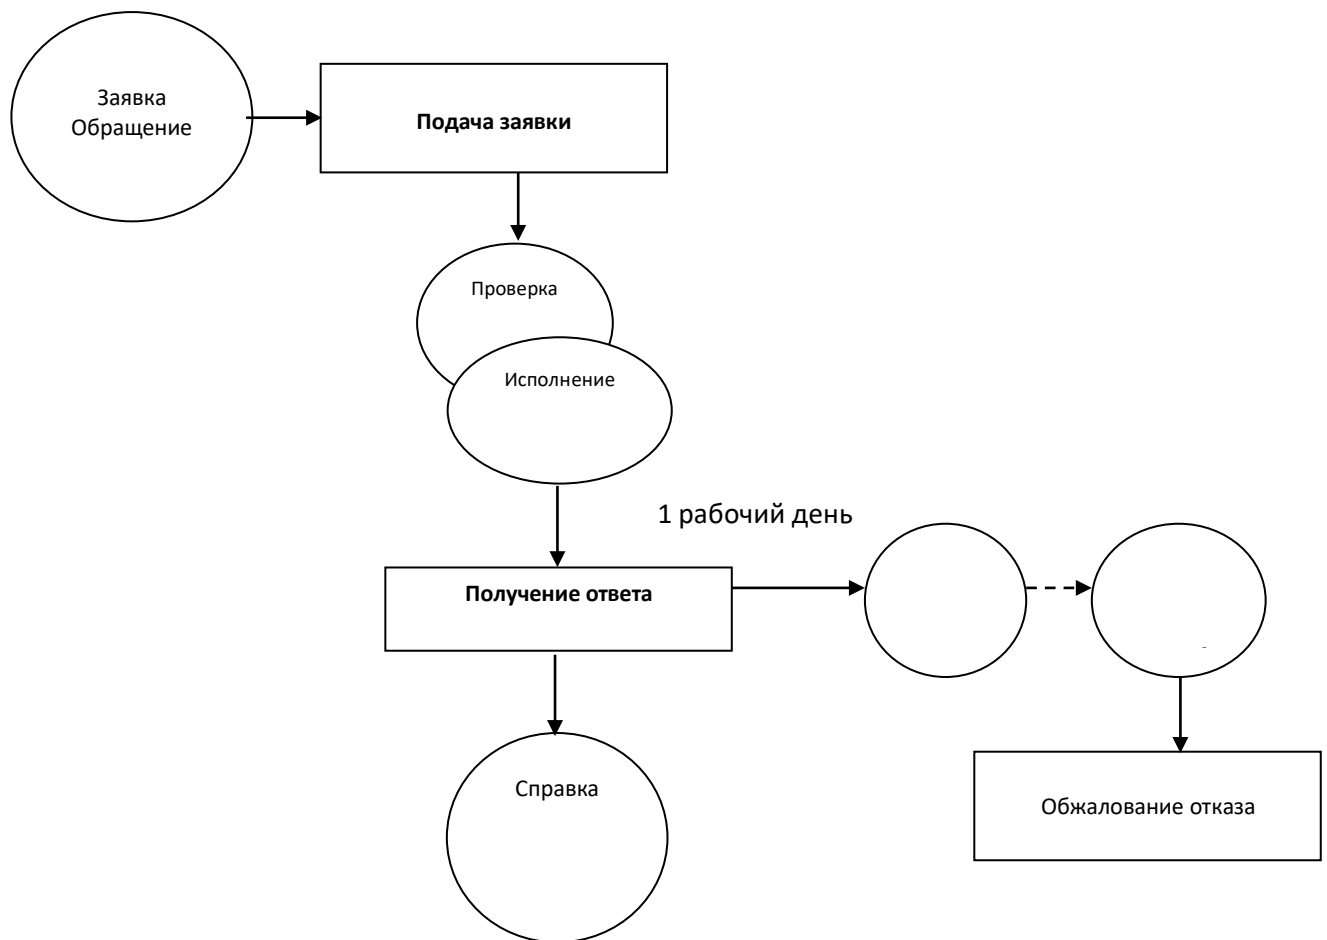 Заявка
Обращение
Подача заявки
Проверка
Исполнение
1 рабочий день
Получение ответа
Справка
Обжалование отказа